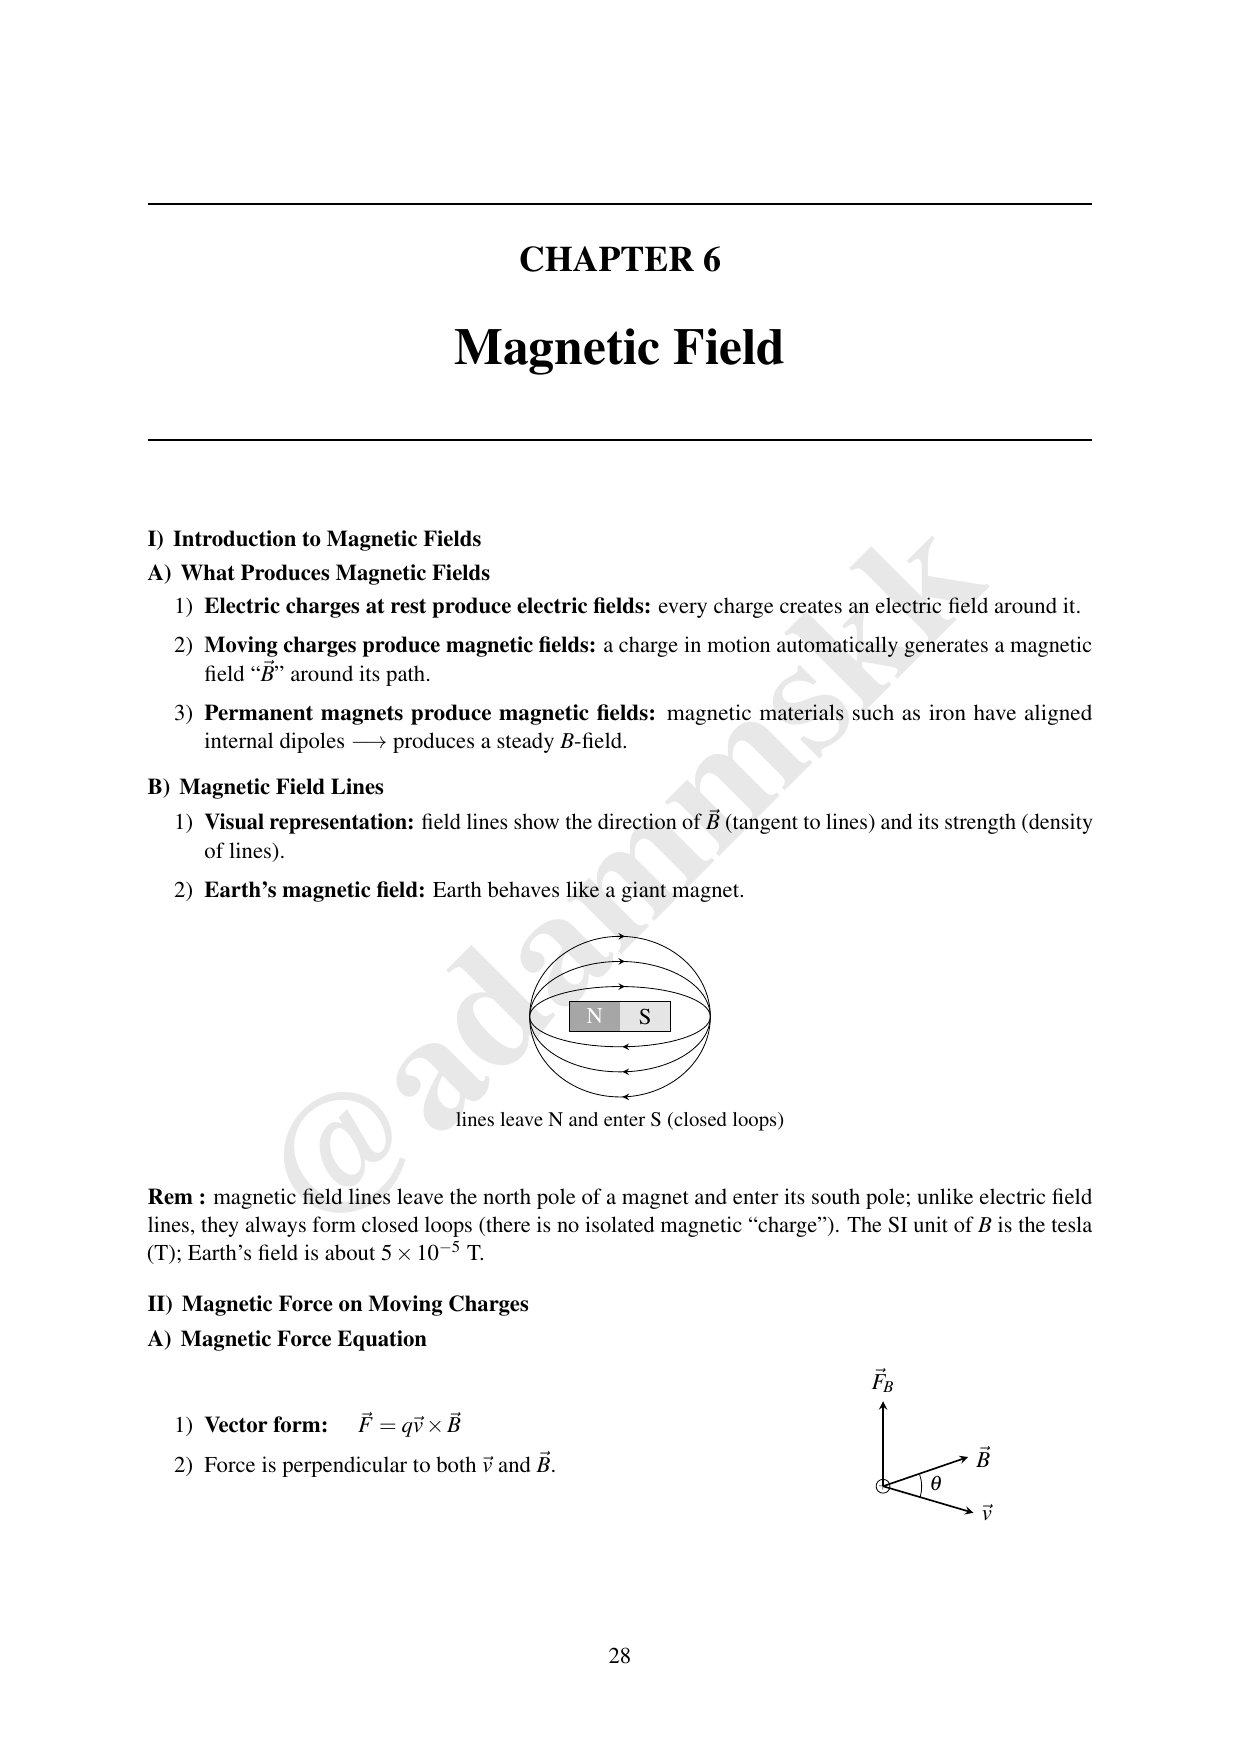 CHAPTER 6
Magnetic Field
I) Introduction to Magnetic Fields
A) What Produces Magnetic Fields
1) Electric charges at rest produce electric fields: every charge creates an electric field around it.
2) Moving charges produce magnetic fields: a charge in motion automatically generates a magnetic
field “B⃗” around its path.
3) Permanent magnets produce magnetic fields: magnetic materials such as iron have aligned
internal dipoles ⟶ produces a steady B-field.
B) Magnetic Field Lines
1) Visual representation: field lines show the direction of B⃗ (tangent to lines) and its strength (density
of lines).
2) Earth’s magnetic field: Earth behaves like a giant magnet.
N S
lines leave N and enter S (closed loops)
Rem : magnetic field lines leave the north pole of a magnet and enter its south pole; unlike electric field
lines, they always form closed loops (there is no isolated magnetic “charge”). The SI unit of B is the tesla
(T); Earth’s field is about 5 × 10⁻⁵ T.
II) Magnetic Force on Moving Charges
A) Magnetic Force Equation
1) Vector form: F⃗ = qv⃗ × B⃗
2) Force is perpendicular to both v⃗ and B⃗.
F⃗_B
B⃗
θ
v⃗
28
@adammskk